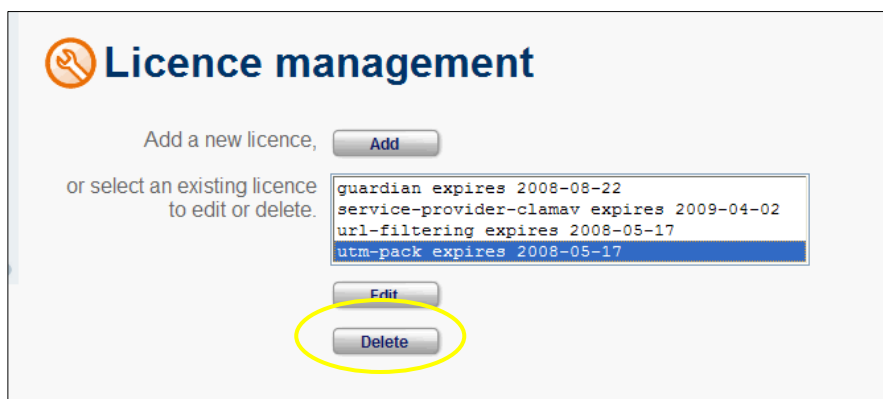 Licence management
Add a new licence,
Add
or select an existing licence
to edit or delete.
guardian expires 2008-08-22
service-provider-clamav expires 2009-04-02
url-filtering expires 2008-05-17
utm-pack expires 2008-05-17
Edit
Delete